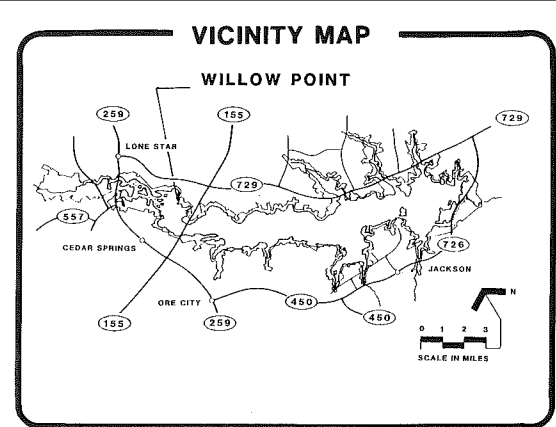 VICINITY MAP
WILLOW POINT
259
155
729
LONE STAR
729
557
CEDAR SPRINGS
726
JACKSON
ORE CITY
450
N
155
259
450
0 1 2 3
SCALE IN MILES